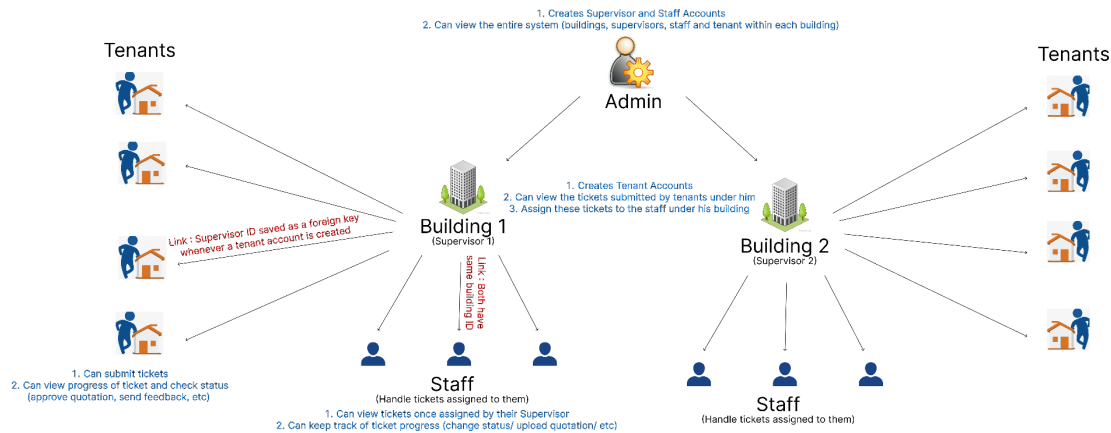 1. Creates Supervisor and Staff Accounts
2. Can view the entire system (buildings, supervisors, staff and tenant within each building)
Tenants
Tenants
Admin
1. Creates Tenant Accounts
2. Can view the tickets submitted by tenants under him
3. Assign these tickets to the staff under his building
Building 1
(Supervisor 1)
Building 2
(Supervisor 2)
Link : Supervisor ID saved as a foreign key
whenever a tenant account is created
Link : Both have
same building ID
1. Can submit tickets
2. Can view progress of ticket and check status
(approve quotation, send feedback, etc)
Staff
(Handle tickets assigned to them)
1. Can view tickets once assigned by their Supervisor
2. Can keep track of ticket progress (change status/ upload quotation/ etc)
Staff
(Handle tickets assigned to them)